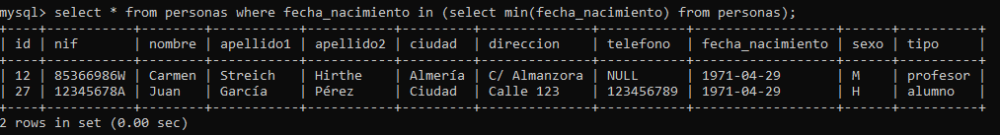 mysql> select * from personas where fecha_nacimiento in (select min(fecha_nacimiento) from personas);
+----+-----------+--------+-----------+-----------+---------+--------------+-----------+------------------+------+----------+
| id | nif       | nombre | apellido1 | apellido2 | ciudad  | direccion    | telefono  | fecha_nacimiento | sexo | tipo     |
+----+-----------+--------+-----------+-----------+---------+--------------+-----------+------------------+------+----------+
| 12 | 85366986W | Carmen | Streich   | Hirthe    | Almería | C/ Almanzora | NULL      | 1971-04-29       | M    | profesor |
| 27 | 12345678A | Juan   | García    | Pérez     | Ciudad  | Calle 123    | 123456789 | 1971-04-29       | H    | alumno   |
+----+-----------+--------+-----------+-----------+---------+--------------+-----------+------------------+------+----------+
2 rows in set (0.00 sec)